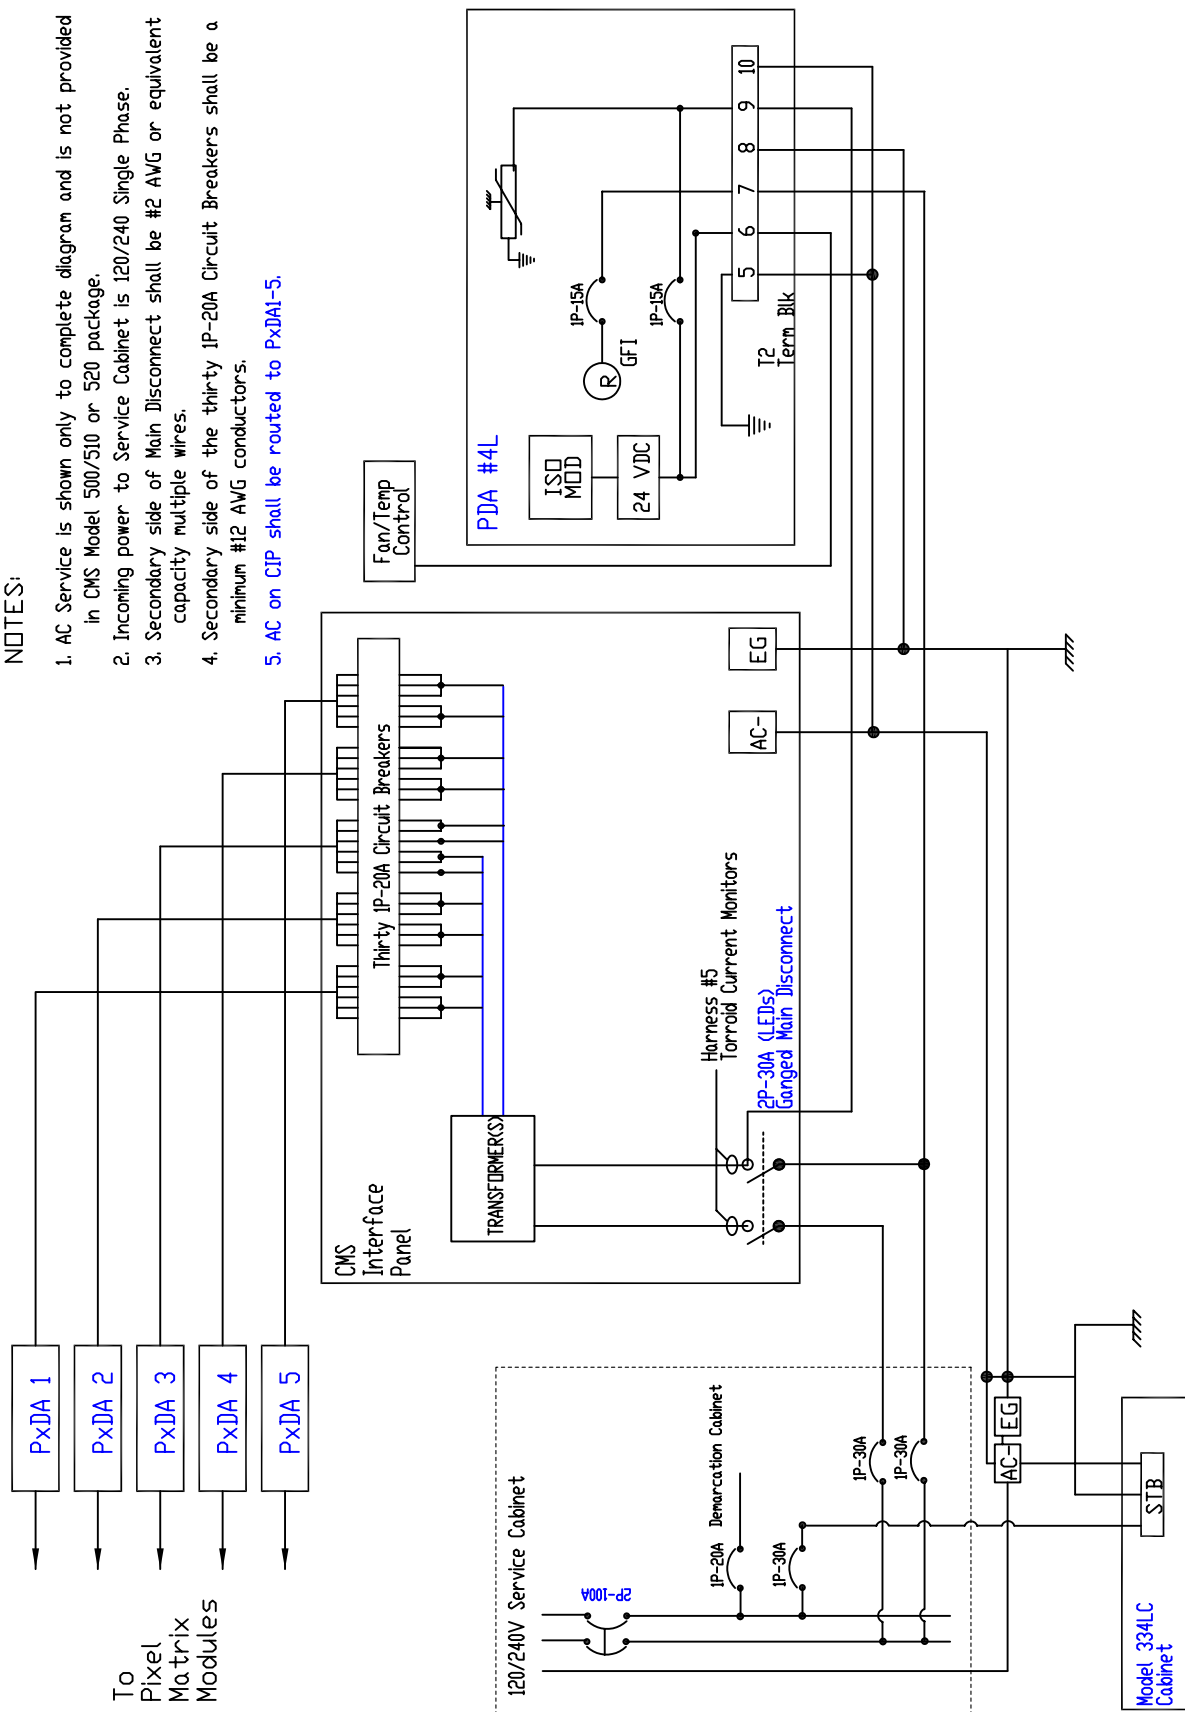 NOTES:
1. AC Service is shown only to complete diagram and is not provided
in CMS Model 500/510 or 520 package.
2. Incoming power to Service Cabinet is 120/240 Single Phase.
3. Secondary side of Main Disconnect shall be #2 AWG or equivalent
capacity multiple wires.
4. Secondary side of the thirty 1P-20A Circuit Breakers shall be a
minimum #12 AWG conductors.
5. AC on CIP shall be routed to PxDA1-5.
PxDA 1
PxDA 2
PxDA 3
PxDA 4
PxDA 5
To
Pixel
Matrix
Modules
CMS
Interface
Panel
Thirty 1P-20A Circuit Breakers
TRANSFORMER(S)
Harness #5
Torroid Current Monitors
2P-30A (LEDs)
Ganged Main Disconnect
AC-
EG
Fan/Temp
Control
PDA #4L
ISO
MOD
24 VDC
R
GFI
1P-15A
1P-15A
T2
Term Blk
5
6
7
8
9
10
120/240V Service Cabinet
2P-100A
1P-20A
Demarcation Cabinet
1P-30A
1P-30A
1P-30A
AC-
EG
STB
Model 334LC
Cabinet